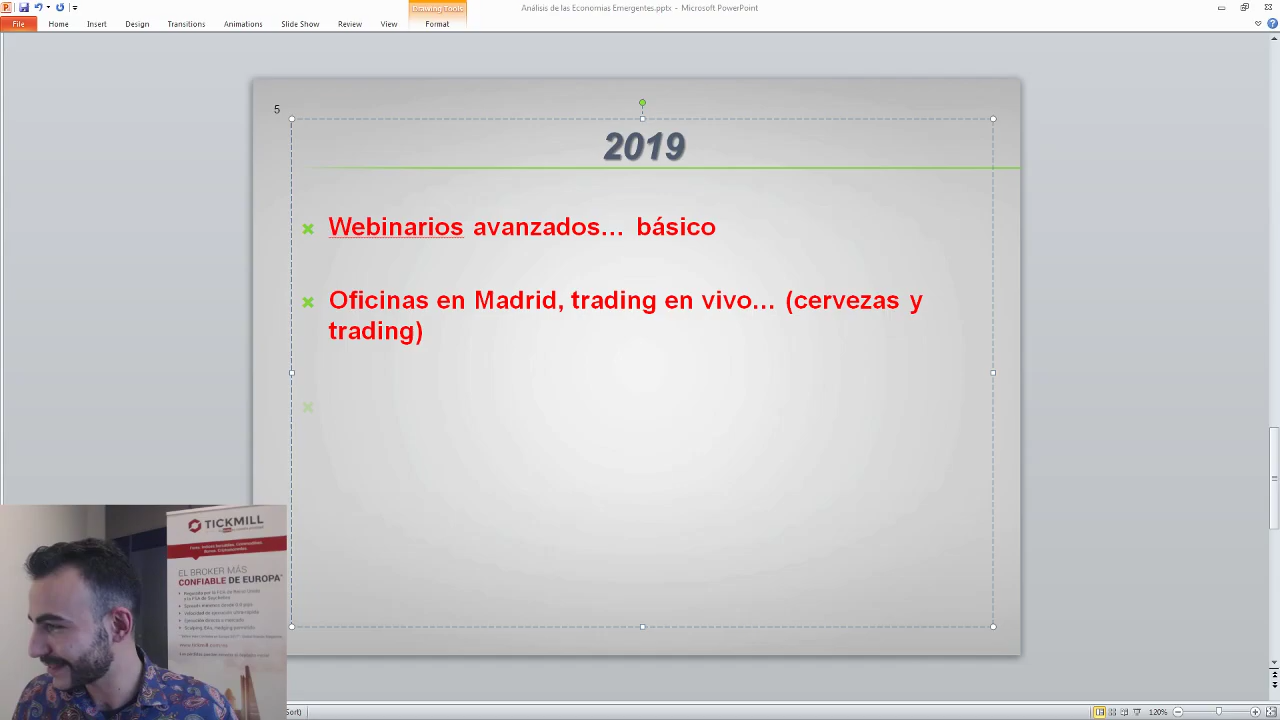 Análisis de las Economias Emergentes.pptx - Microsoft PowerPoint
Drawing Tools
File Home Insert Design Transitions Animations Slide Show Review View Format
5
2019
Webinarios avanzados... básico
Oficinas en Madrid, trading en vivo... (cervezas y
trading)
TICKMILL
EL BROKER MÁS
CONFIABLE DE EUROPA*
120%